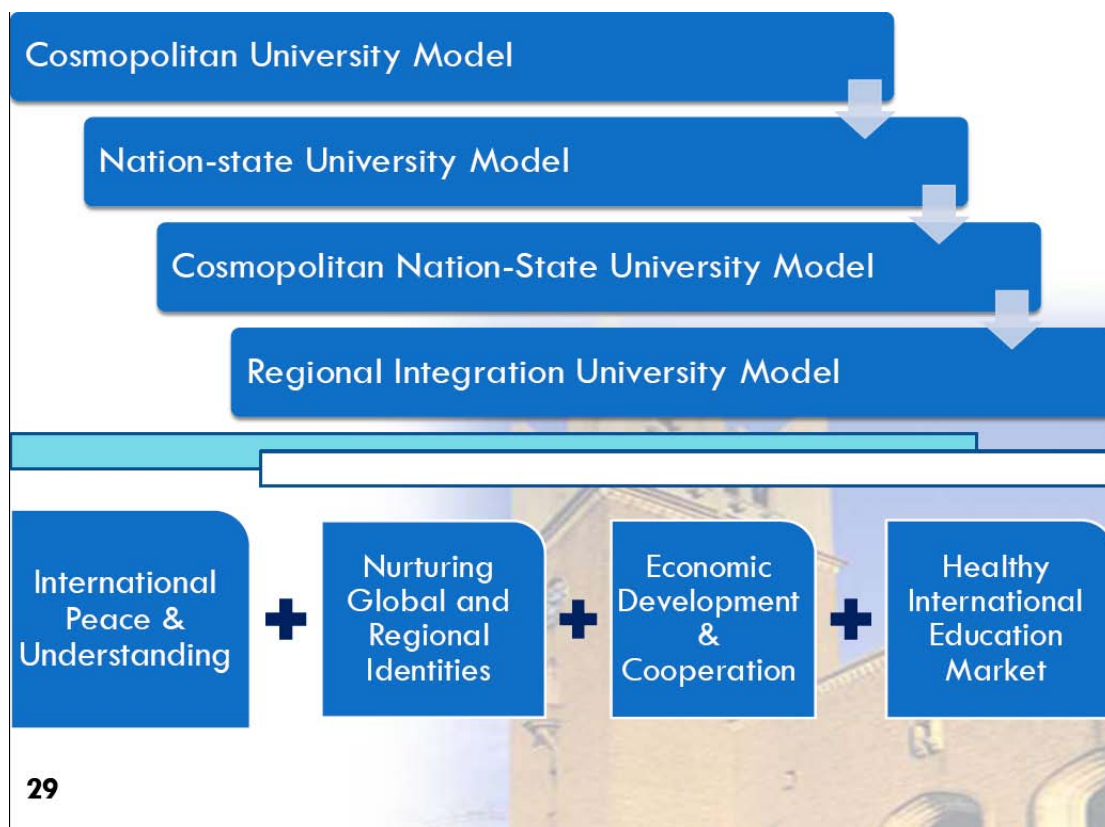 Cosmopolitan University Model
Nation-state University Model
Cosmopolitan Nation-State University Model
Regional Integration University Model
International
Peace &
Understanding
+
Nurturing
Global and
Regional
Identities
+
Economic
Development
&
Cooperation
+
Healthy
International
Education
Market
29